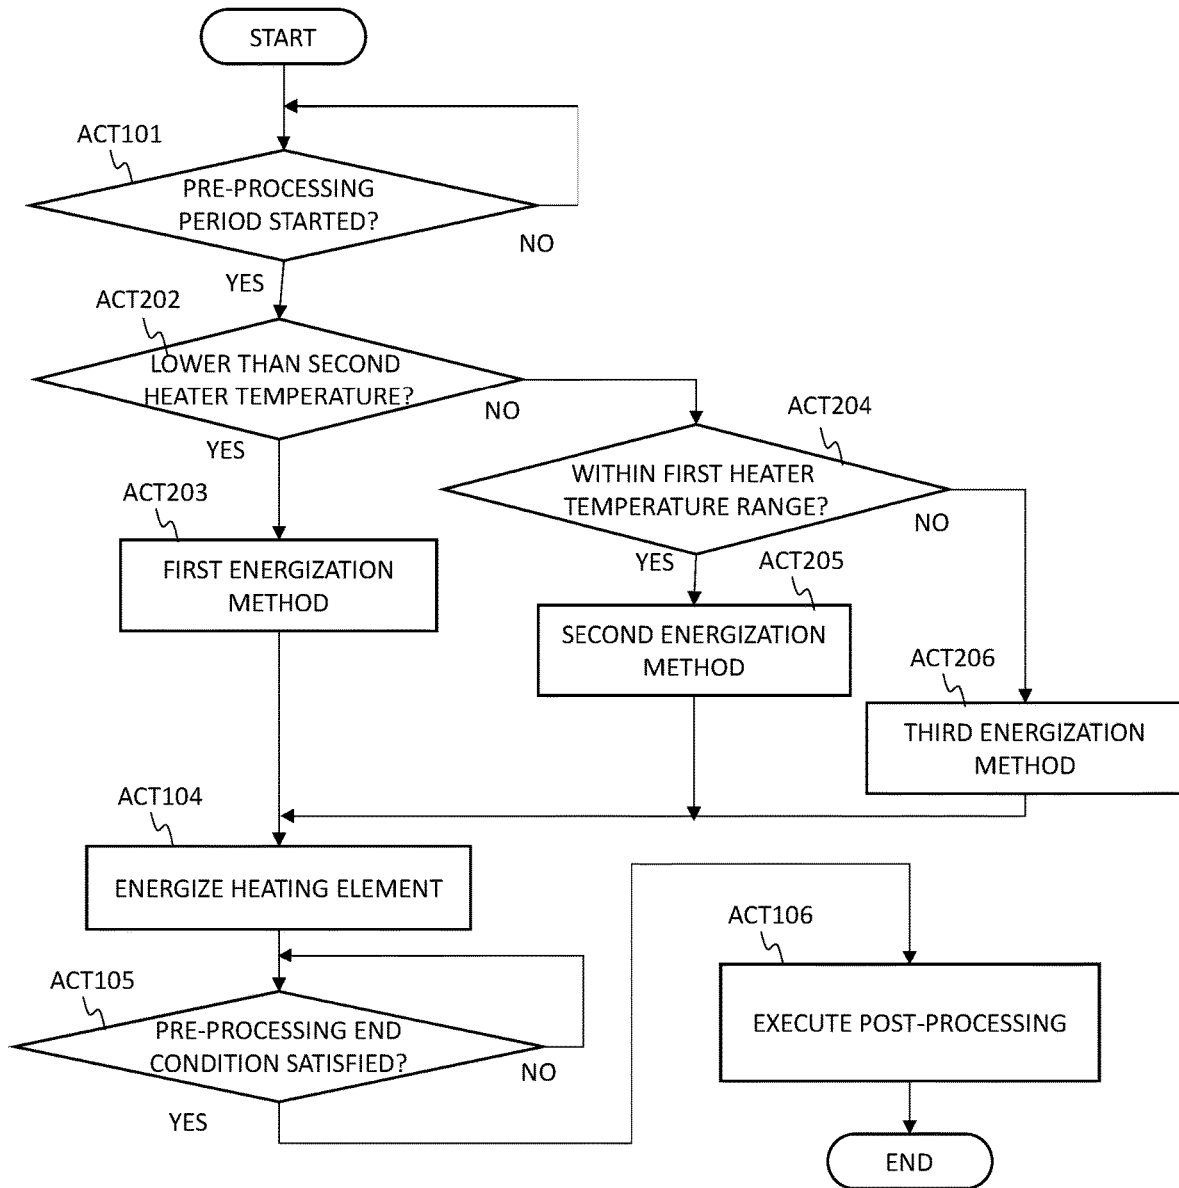 START
ACT101
PRE-PROCESSING
PERIOD STARTED?
NO
YES
ACT202
LOWER THAN SECOND
HEATER TEMPERATURE?
NO
YES
ACT204
WITHIN FIRST HEATER
TEMPERATURE RANGE?
NO
YES
ACT203
FIRST ENERGIZATION
METHOD
ACT205
SECOND ENERGIZATION
METHOD
ACT206
THIRD ENERGIZATION
METHOD
ACT104
ENERGIZE HEATING ELEMENT
ACT105
PRE-PROCESSING END
CONDITION SATISFIED?
NO
YES
ACT106
EXECUTE POST-PROCESSING
END